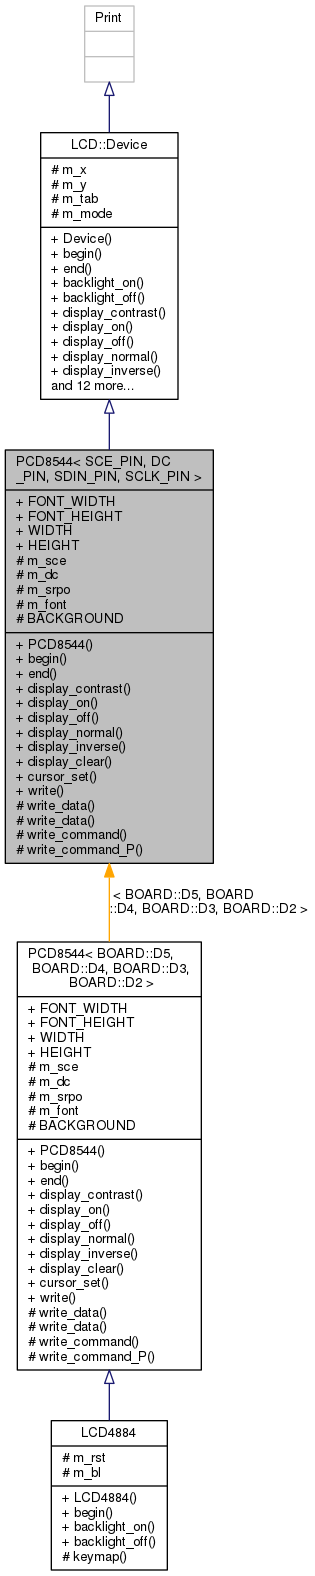 Print
LCD::Device
# m_x
# m_y
# m_tab
# m_mode
+ Device()
+ begin()
+ end()
+ backlight_on()
+ backlight_off()
+ display_contrast()
+ display_on()
+ display_off()
+ display_normal()
+ display_inverse()
and 12 more...
PCD8544< SCE_PIN, DC
_PIN, SDIN_PIN, SCLK_PIN >
+ FONT_WIDTH
+ FONT_HEIGHT
+ WIDTH
+ HEIGHT
# m_sce
# m_dc
# m_srpo
# m_font
# BACKGROUND
+ PCD8544()
+ begin()
+ end()
+ display_contrast()
+ display_on()
+ display_off()
+ display_normal()
+ display_inverse()
+ display_clear()
+ cursor_set()
+ write()
# write_data()
# write_data()
# write_command()
# write_command_P()
< BOARD::D5, BOARD
::D4, BOARD::D3, BOARD::D2 >
PCD8544< BOARD::D5,
BOARD::D4, BOARD::D3,
BOARD::D2 >
+ FONT_WIDTH
+ FONT_HEIGHT
+ WIDTH
+ HEIGHT
# m_sce
# m_dc
# m_srpo
# m_font
# BACKGROUND
+ PCD8544()
+ begin()
+ end()
+ display_contrast()
+ display_on()
+ display_off()
+ display_normal()
+ display_inverse()
+ display_clear()
+ cursor_set()
+ write()
# write_data()
# write_data()
# write_command()
# write_command_P()
LCD4884
# m_rst
# m_bl
+ LCD4884()
+ begin()
+ backlight_on()
+ backlight_off()
# keymap()